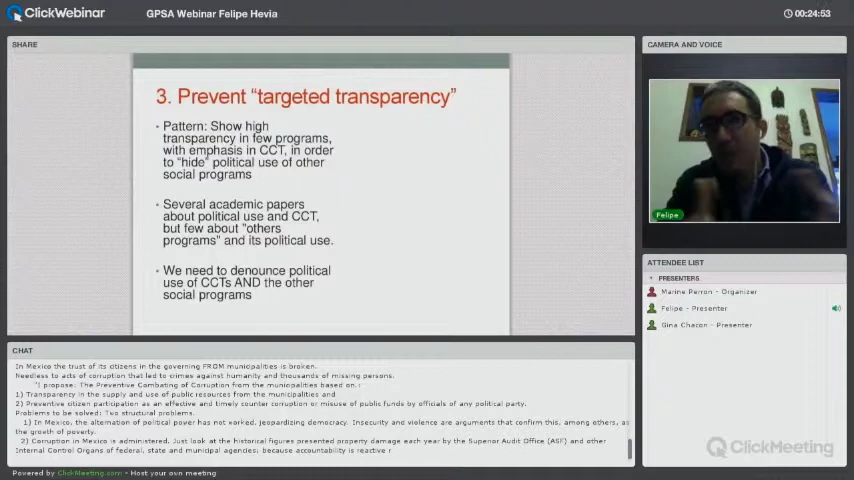 ClickWebinar
GPSA Webinar Felipe Hevia
00:24:53
SHARE
3. Prevent “targeted transparency”
• Pattern: Show high
transparency in few programs,
with emphasis in CCT, in order
to “hide” political use of other
social programs
• Several academic papers
about political use and CCT,
but few about "others
programs" and its political use.
• We need to denounce political
use of CCTs AND the other
social programs
CAMERA AND VOICE
Felipe
ATTENDEE LIST
PRESENTERS
Marine Perron - Organizer
Felipe - Presenter
Gina Chacon - Presenter
CHAT
In Mexico the trust of its citizens in the governing FROM municipalities is broken.
Needless to acts of corruption that led to crimes against humanity and thousands of missing persons.
"I propose: The Preventive Combating of Corruption from the municipalities based on.:
1) Transparency in the supply and use of public resources from the municipalities and
2) Preventive citizen participation as an effective and timely counter corruption or misuse of public funds by officials of any political party.
Problems to be solved: Two structural problems.
1) In Mexico, the alternation of political power has not worked, jeopardizing democracy. Insecurity and violence are arguments that confirm this, among others, as
the growth of poverty.
2) Corruption in Mexico is administered. Just look at the historical figures presented property damage each year by the Superior Audit Office (ASF) and other
Internal Control Organs of federal, state and municipal agencies; because accountability is reactive r
ClickMeeting
Powered by ClickMeeting.com - Host your own meeting